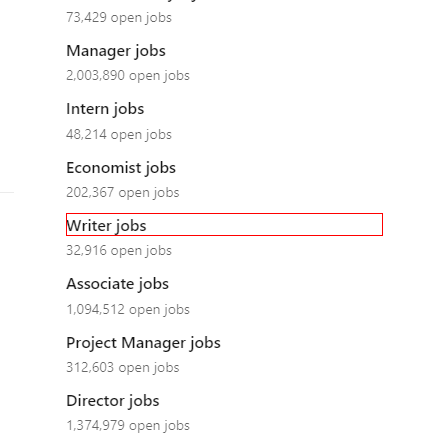 73,429 open jobs
Manager jobs
2,003,890 open jobs
Intern jobs
48,214 open jobs
Economist jobs
202,367 open jobs
Writer jobs
32,916 open jobs
Associate jobs
1,094,512 open jobs
Project Manager jobs
312,603 open jobs
Director jobs
1,374,979 open jobs